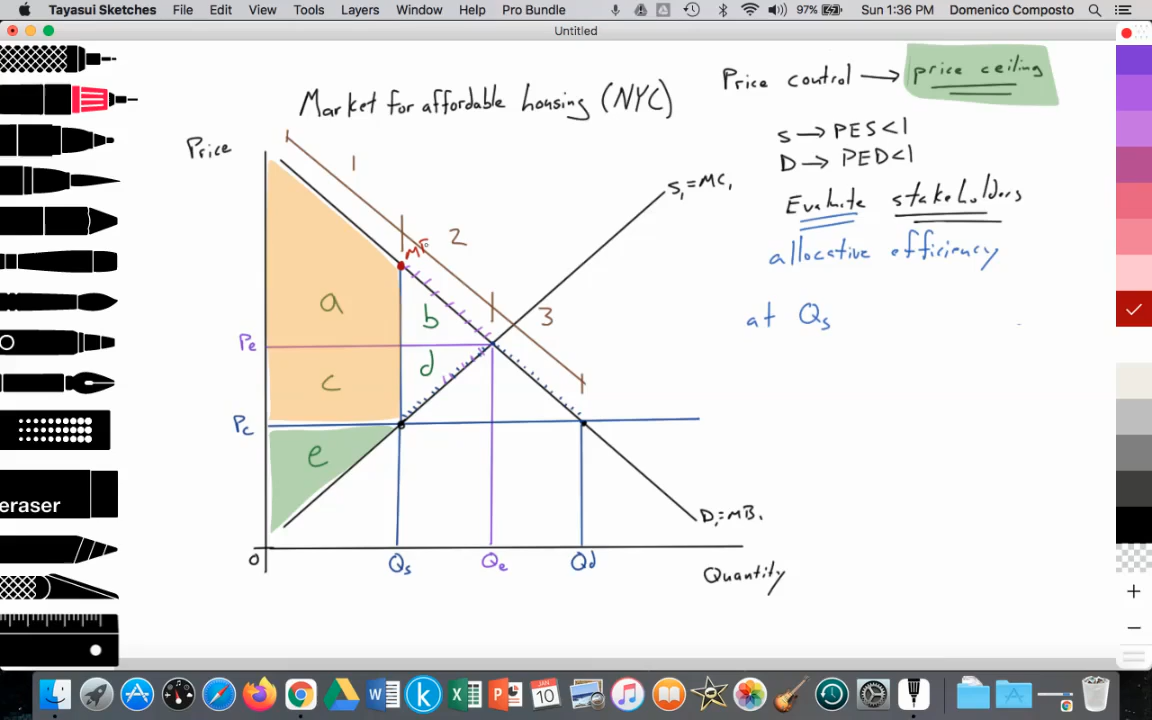 Tayasui Sketches File Edit View Tools Layers Window Help Pro Bundle 97% Sun 1:36 PM Domenico Composto
Untitled
Price control → price ceiling
Market for affordable housing (NYC)
S → PES<1
D → PED<1
Price
1
S₁=MC₁
Evaluate stakeholders
2
allocative efficiency
a
b
3
at Qs
Pe
d
c
Pc
e
eraser
D₁=MB₁
0
Qs
Qe
Qd
Quantity
JAN
10